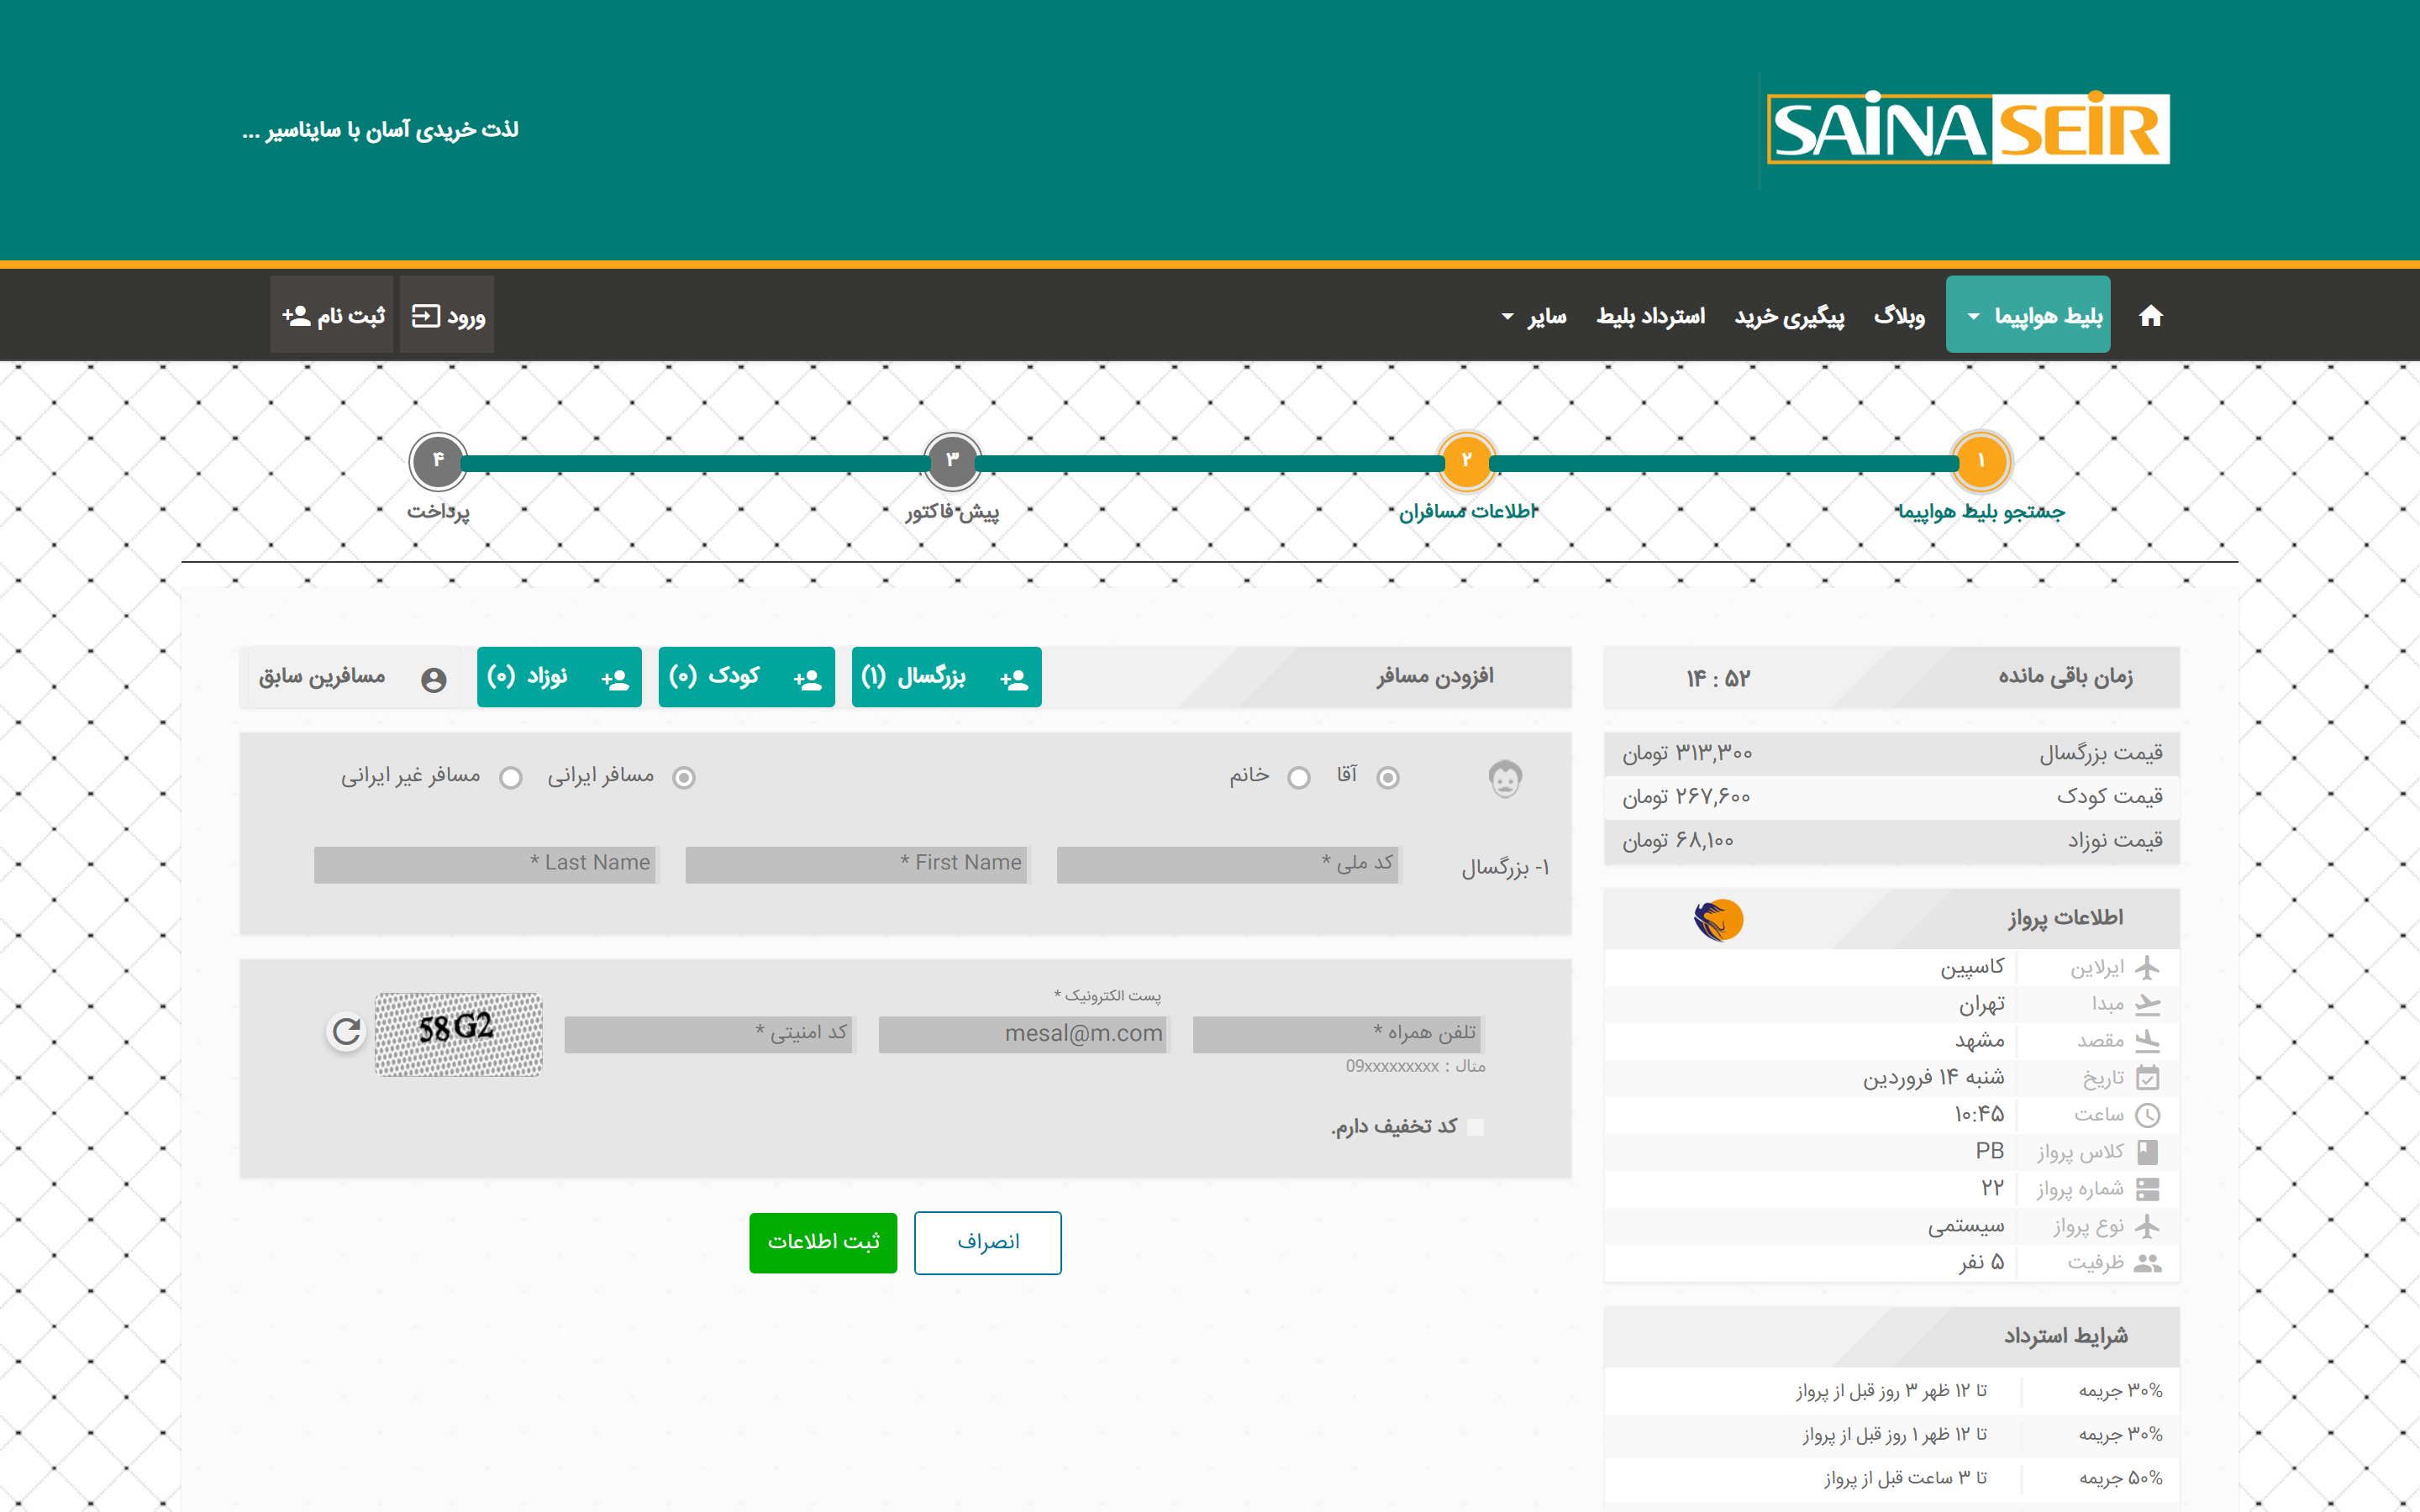 SAINA SEIR
لذت خریدی آسان با سایناسیر ...
بلیط هواپیما
وبلاگ
پیگیری خرید
استرداد بلیط
سایر
ورود
ثبت نام
۱
۲
۳
۴
جستجو بلیط هواپیما
اطلاعات مسافران
پیش فاکتور
پرداخت
زمان باقی مانده
۱۴ : ۵۲
قیمت بزرگسال ۳۱۳,۳۰۰ تومان
قیمت کودک ۲۶۷,۶۰۰ تومان
قیمت نوزاد ۶۸,۱۰۰ تومان
اطلاعات پرواز
ایرلاین کاسپین
مبدا تهران
مقصد مشهد
تاریخ شنبه ۱۴ فروردین
ساعت ۱۰:۴۵
کلاس پرواز PB
شماره پرواز ۲۲
نوع پرواز سیستمی
ظرفیت ۵ نفر
شرایط استرداد
۳۰% جریمه تا ۱۲ ظهر ۳ روز قبل از پرواز
۳۰% جریمه تا ۱۲ ظهر ۱ روز قبل از پرواز
۵۰% جریمه تا ۳ ساعت قبل از پرواز
افزودن مسافر
بزرگسال (۱)
کودک (۰)
نوزاد (۰)
مسافرین سابق
آقا
خانم
مسافر ایرانی
مسافر غیر ایرانی
۱- بزرگسال
کد ملی *
First Name *
Last Name *
پست الکترونیک *
تلفن همراه *
mesal@m.com
کد امنیتی *
58G2
مثال : 09xxxxxxxxx
کد تخفیف دارم.
انصراف
ثبت اطلاعات